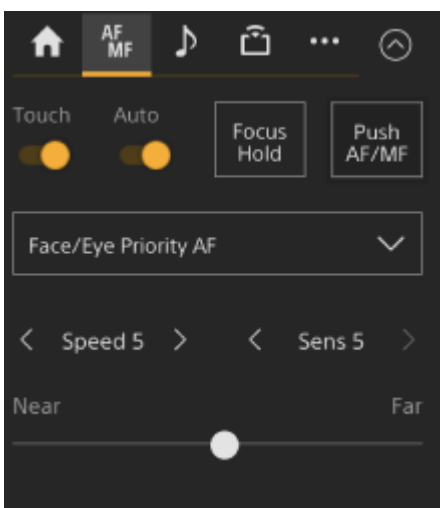 AF
MF
Touch
Auto
Focus
Hold
Push
AF/MF
Face/Eye Priority AF
Speed 5
Sens 5
Near
Far